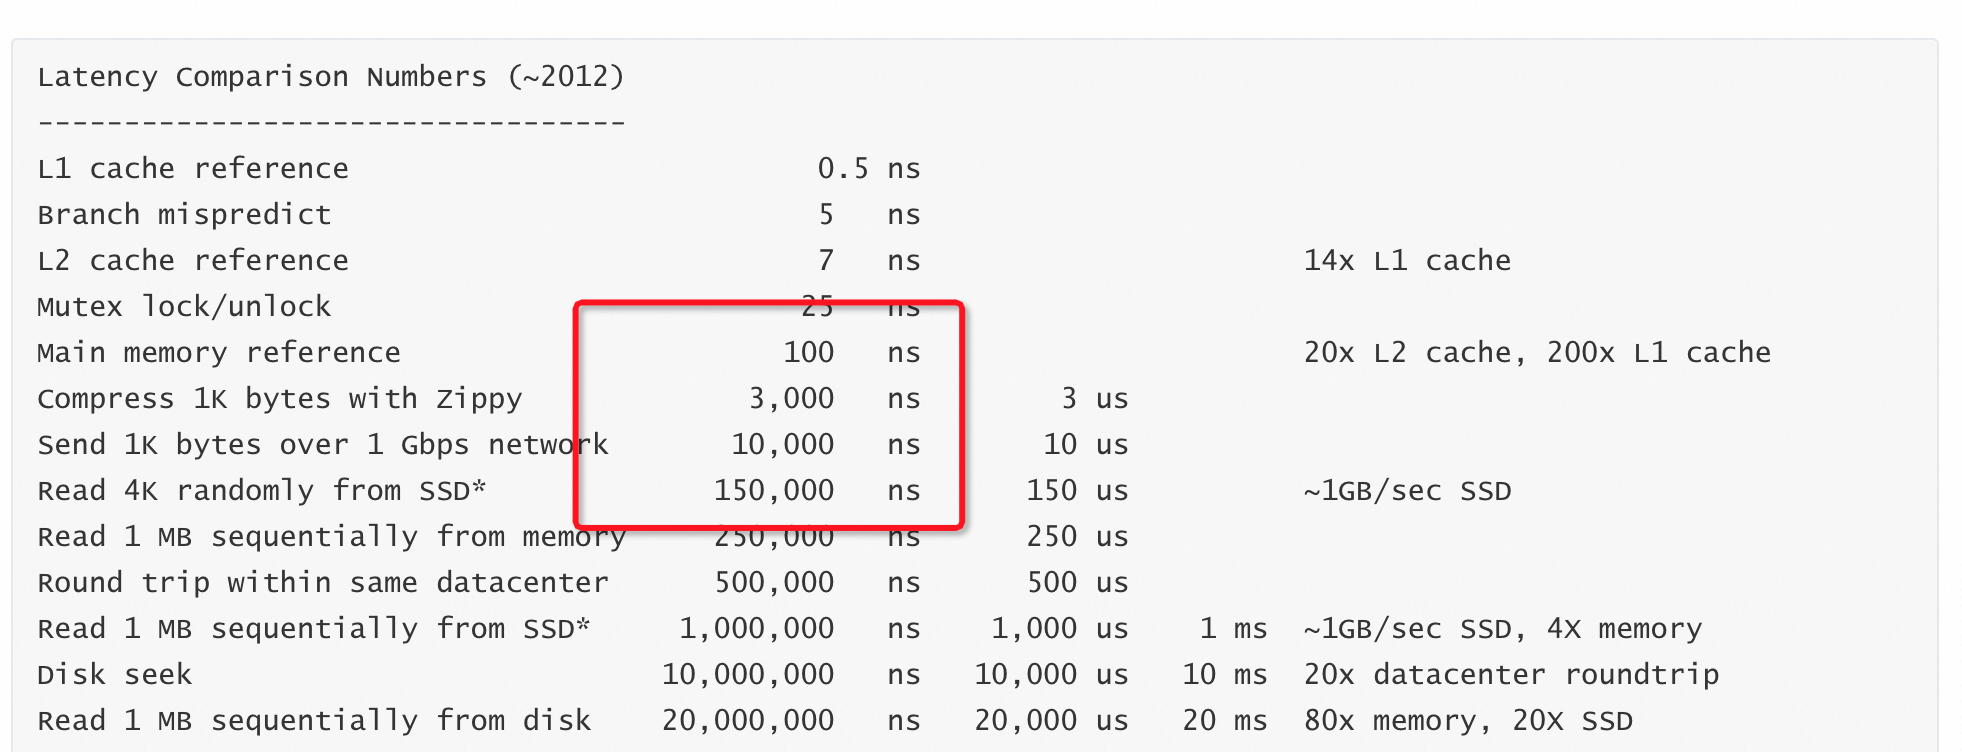 Latency Comparison Numbers (~2012)
----------------------------------
L1 cache reference                           0.5 ns
Branch mispredict                            5   ns
L2 cache reference                           7   ns                      14x L1 cache
Mutex lock/unlock                           25   ns
Main memory reference                      100   ns                      20x L2 cache, 200x L1 cache
Compress 1K bytes with Zippy             3,000   ns        3 us
Send 1K bytes over 1 Gbps network       10,000   ns       10 us
Read 4K randomly from SSD*             150,000   ns      150 us          ~1GB/sec SSD
Read 1 MB sequentially from memory     250,000   ns      250 us
Round trip within same datacenter      500,000   ns      500 us
Read 1 MB sequentially from SSD*     1,000,000   ns    1,000 us    1 ms  ~1GB/sec SSD, 4X memory
Disk seek                           10,000,000   ns   10,000 us   10 ms  20x datacenter roundtrip
Read 1 MB sequentially from disk    20,000,000   ns   20,000 us   20 ms  80x memory, 20X SSD